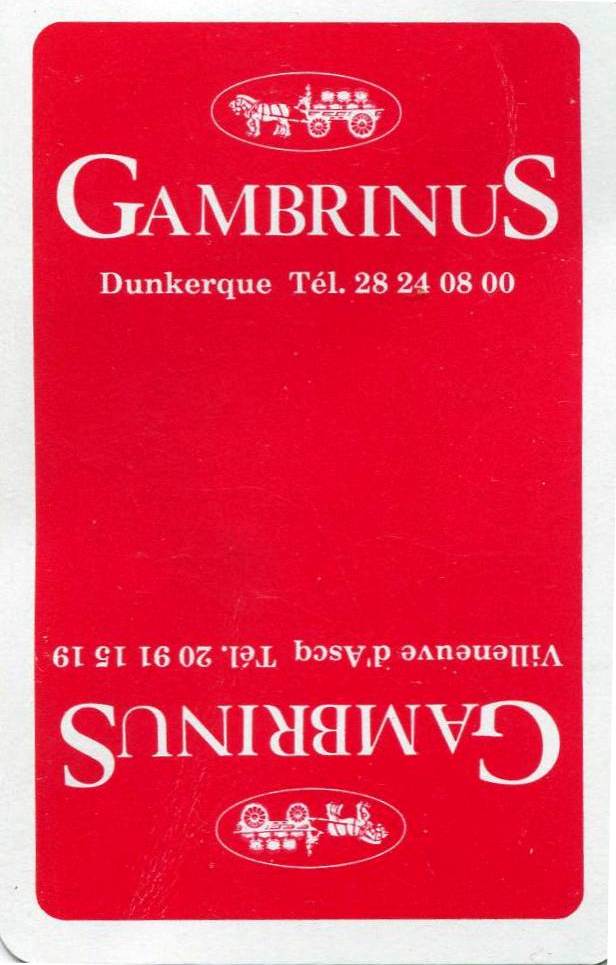 GAMBRINUS
Dunkerque Tél. 28 24 08 00
Villeneuve d'Ascq Tél. 20 91 15 19
GAMBRINUS